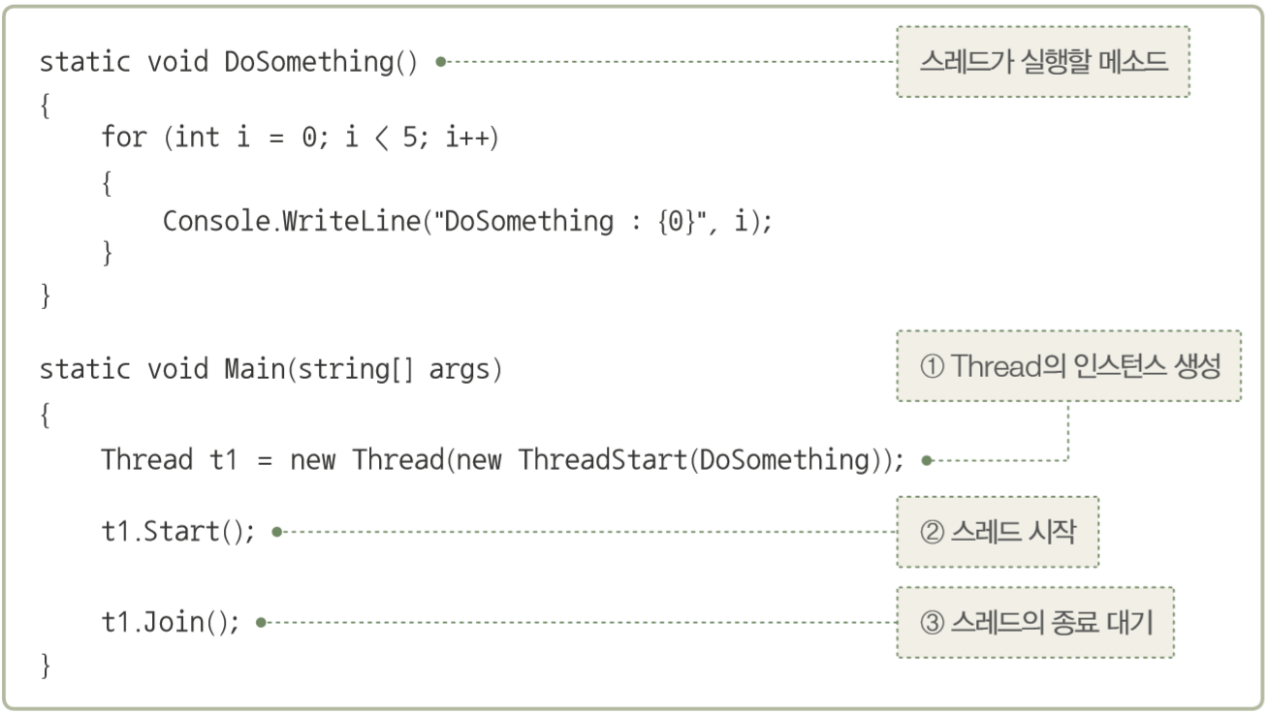 static void DoSomething()
스레드가 실행할 메소드
{
for (int i = 0; i < 5; i++)
{
Console.WriteLine("DoSomething : {0}", i);
}
}
static void Main(string[] args)
① Thread의 인스턴스 생성
{
Thread t1 = new Thread(new ThreadStart(DoSomething));
t1.Start();
② 스레드 시작
t1.Join();
③ 스레드의 종료 대기
}